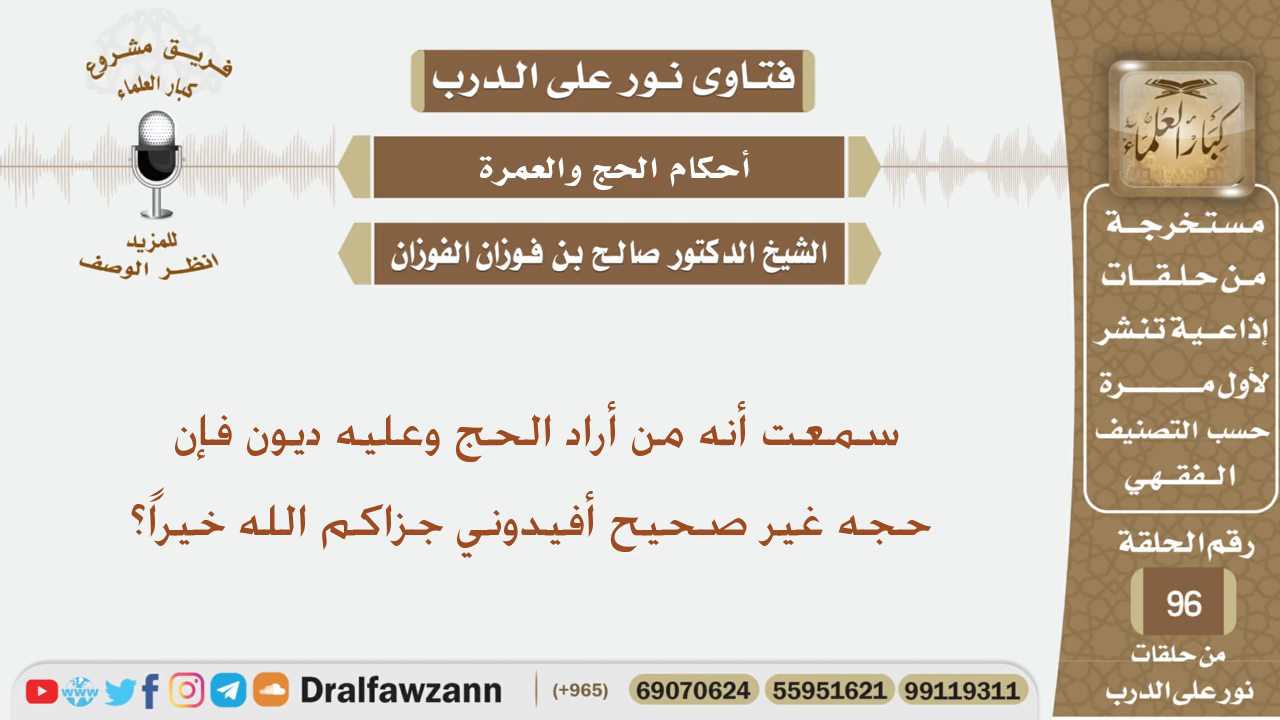 فريق مشروع
كبار العلماء
للمزيد
انظر الوصف
فتاوى نور على الدرب
أحكام الحج والعمرة
الشيخ الدكتور صالح بن فوزان الفوزان
سمعت أنه من أراد الحج وعليه ديون فإن
حجه غير صحيح أفيدوني جزاكم الله خيراً؟
كبار العلماء
مستخرجة
من حلقات
إذاعية تنشر
لأول مرة
حسب التصنيف
الفقهي
رقم الحلقة
96
من حلقات
نور على الدرب
www Dralfawzann (+965) 69070624 55951621 99119311